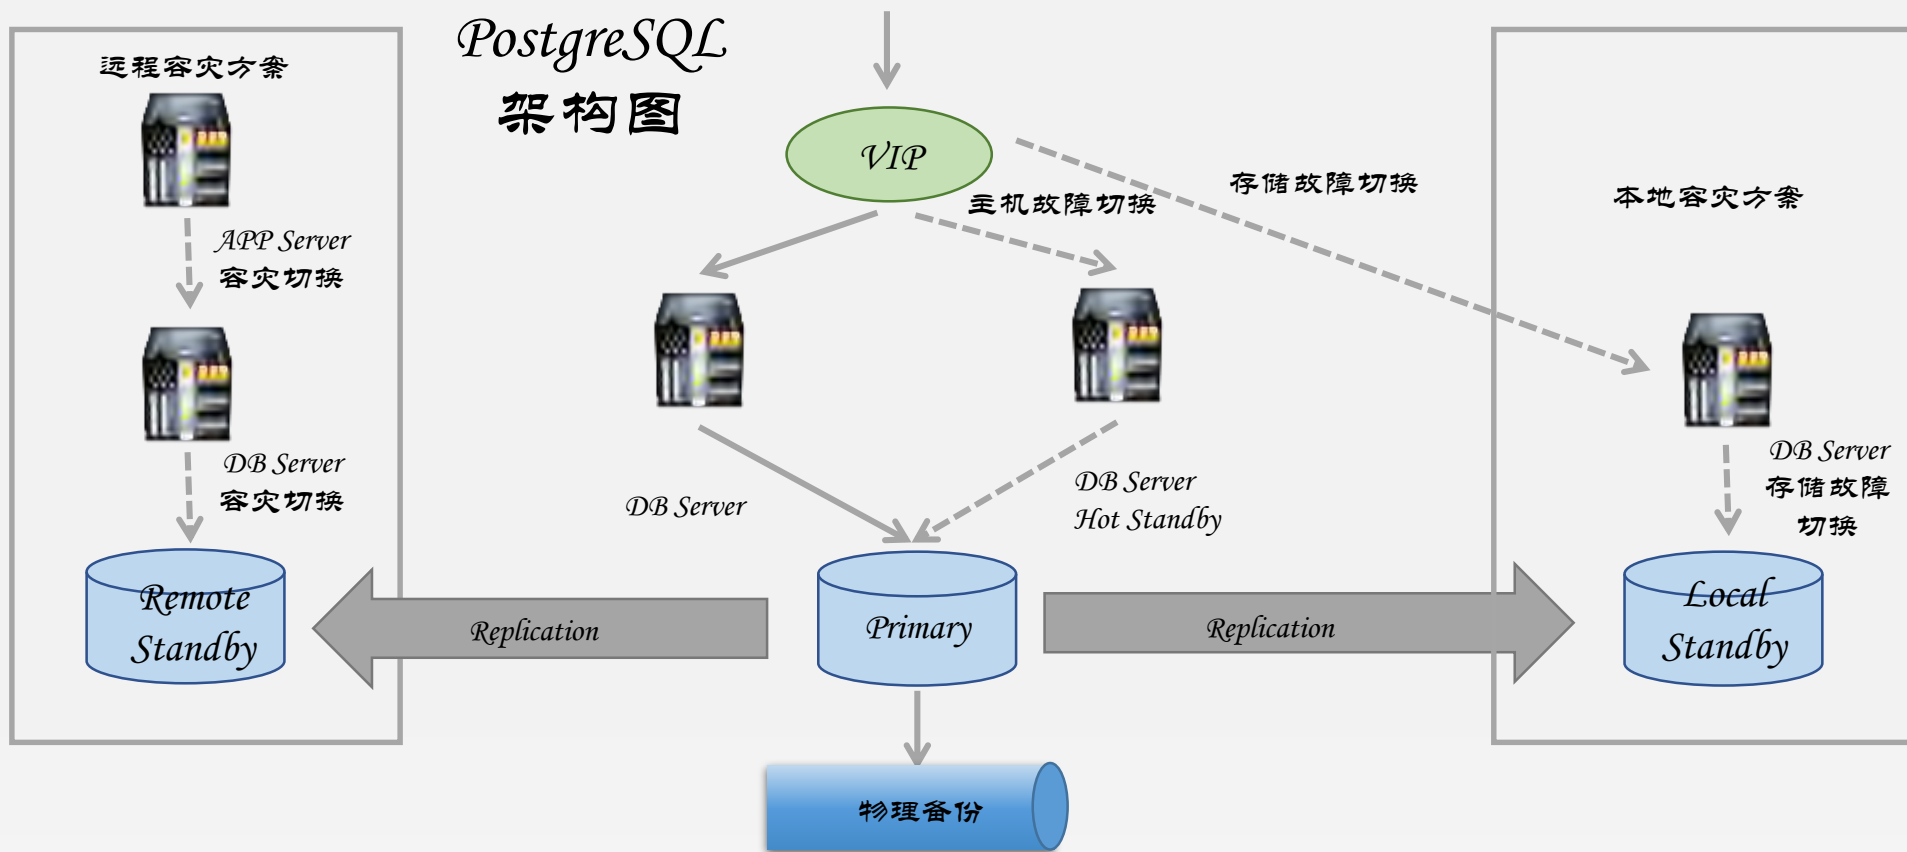 PostgreSQL
架构图
远程容灾方案
APP Server
容灾切换
DB Server
容灾切换
Remote
Standby
Replication
VIP
主机故障切换
存储故障切换
DB Server
DB Server
Hot Standby
Primary
物理备份
Replication
本地容灾方案
DB Server
存储故障
切换
Local
Standby